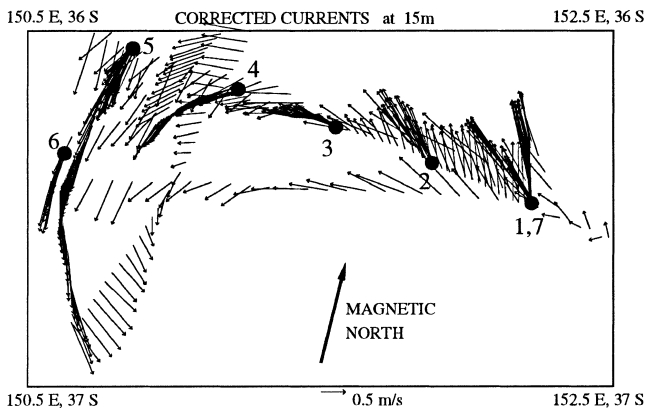 150.5 E, 36 S CORRECTED CURRENTS at 15m 152.5 E, 36 S
5
4
6
3
2
1,7
MAGNETIC
NORTH
150.5 E, 37 S 0.5 m/s 152.5 E, 37 S